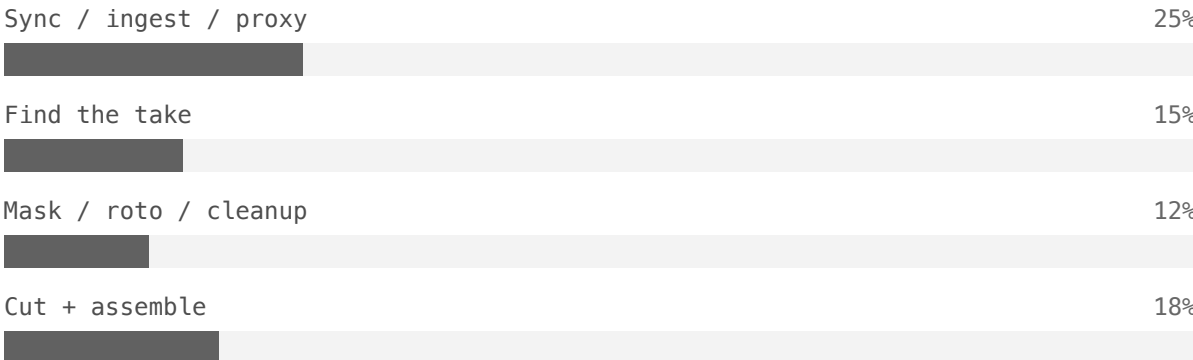 Sync / ingest / proxy 25%
Find the take 15%
Mask / roto / cleanup 12%
Cut + assemble 18%